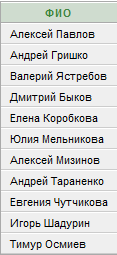 ФИО
Алексей Павлов
Андрей Гришко
Валерий Ястребов
Дмитрий Быков
Елена Коробкова
Юлия Мельникова
Алексей Мизинов
Андрей Тараненко
Евгения Чутчикова
Игорь Шадурин
Тимур Осмиев